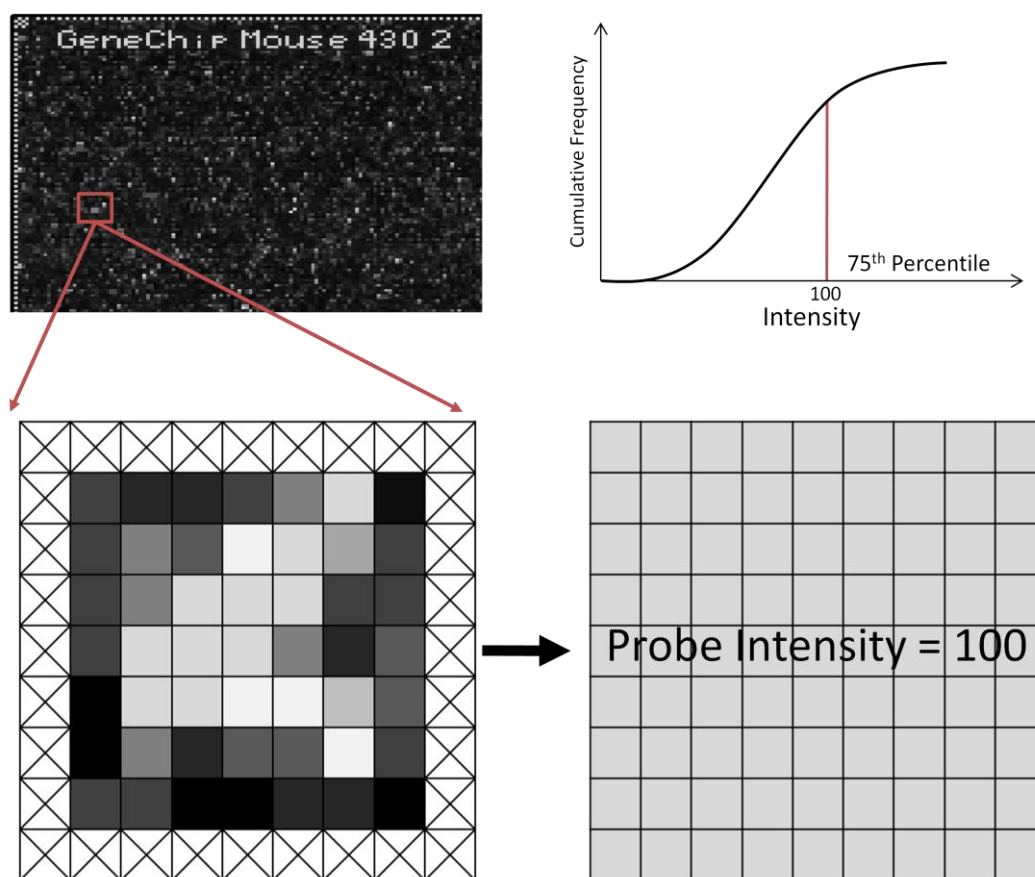 GeneChip Mouse 430 2
Cumulative Frequency
75th Percentile
100
Intensity
Probe Intensity = 100